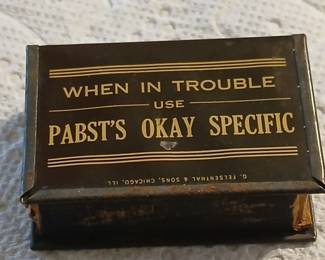 WHEN IN TROUBLE
USE
PABST'S OKAY SPECIFIC
G. FELSENTHAL & SONS, CHICAGO, ILL